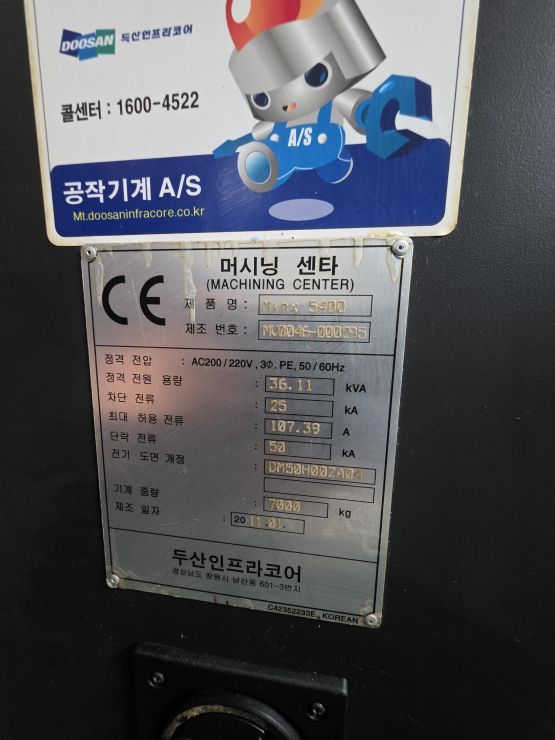 DOOSAN 두산인프라코어
콜센터 : 1600-4522
A/S
공작기계 A/S
Mt.doosaninfracore.co.kr
CE
머시닝 센타
(MACHINING CENTER)
제 품 명 : Mynx 5400
제조 번호 : MJ0046-000295
정격 전압 : AC200/220V, 3Φ. PE, 50/60Hz
정격 전원 용량 : 36.11 kVA
차단 전류 : 25 kA
최대 허용 전류 : 107.39 A
단락 전류 : 50 kA
전기 도면 개정 : DM50H002A04
기계 중량 : 7000 kg
제조 일자 : 2011.01.
두산인프라코어
경상남도 창원시 남산동 601-3번지
C42352233E KOREAN